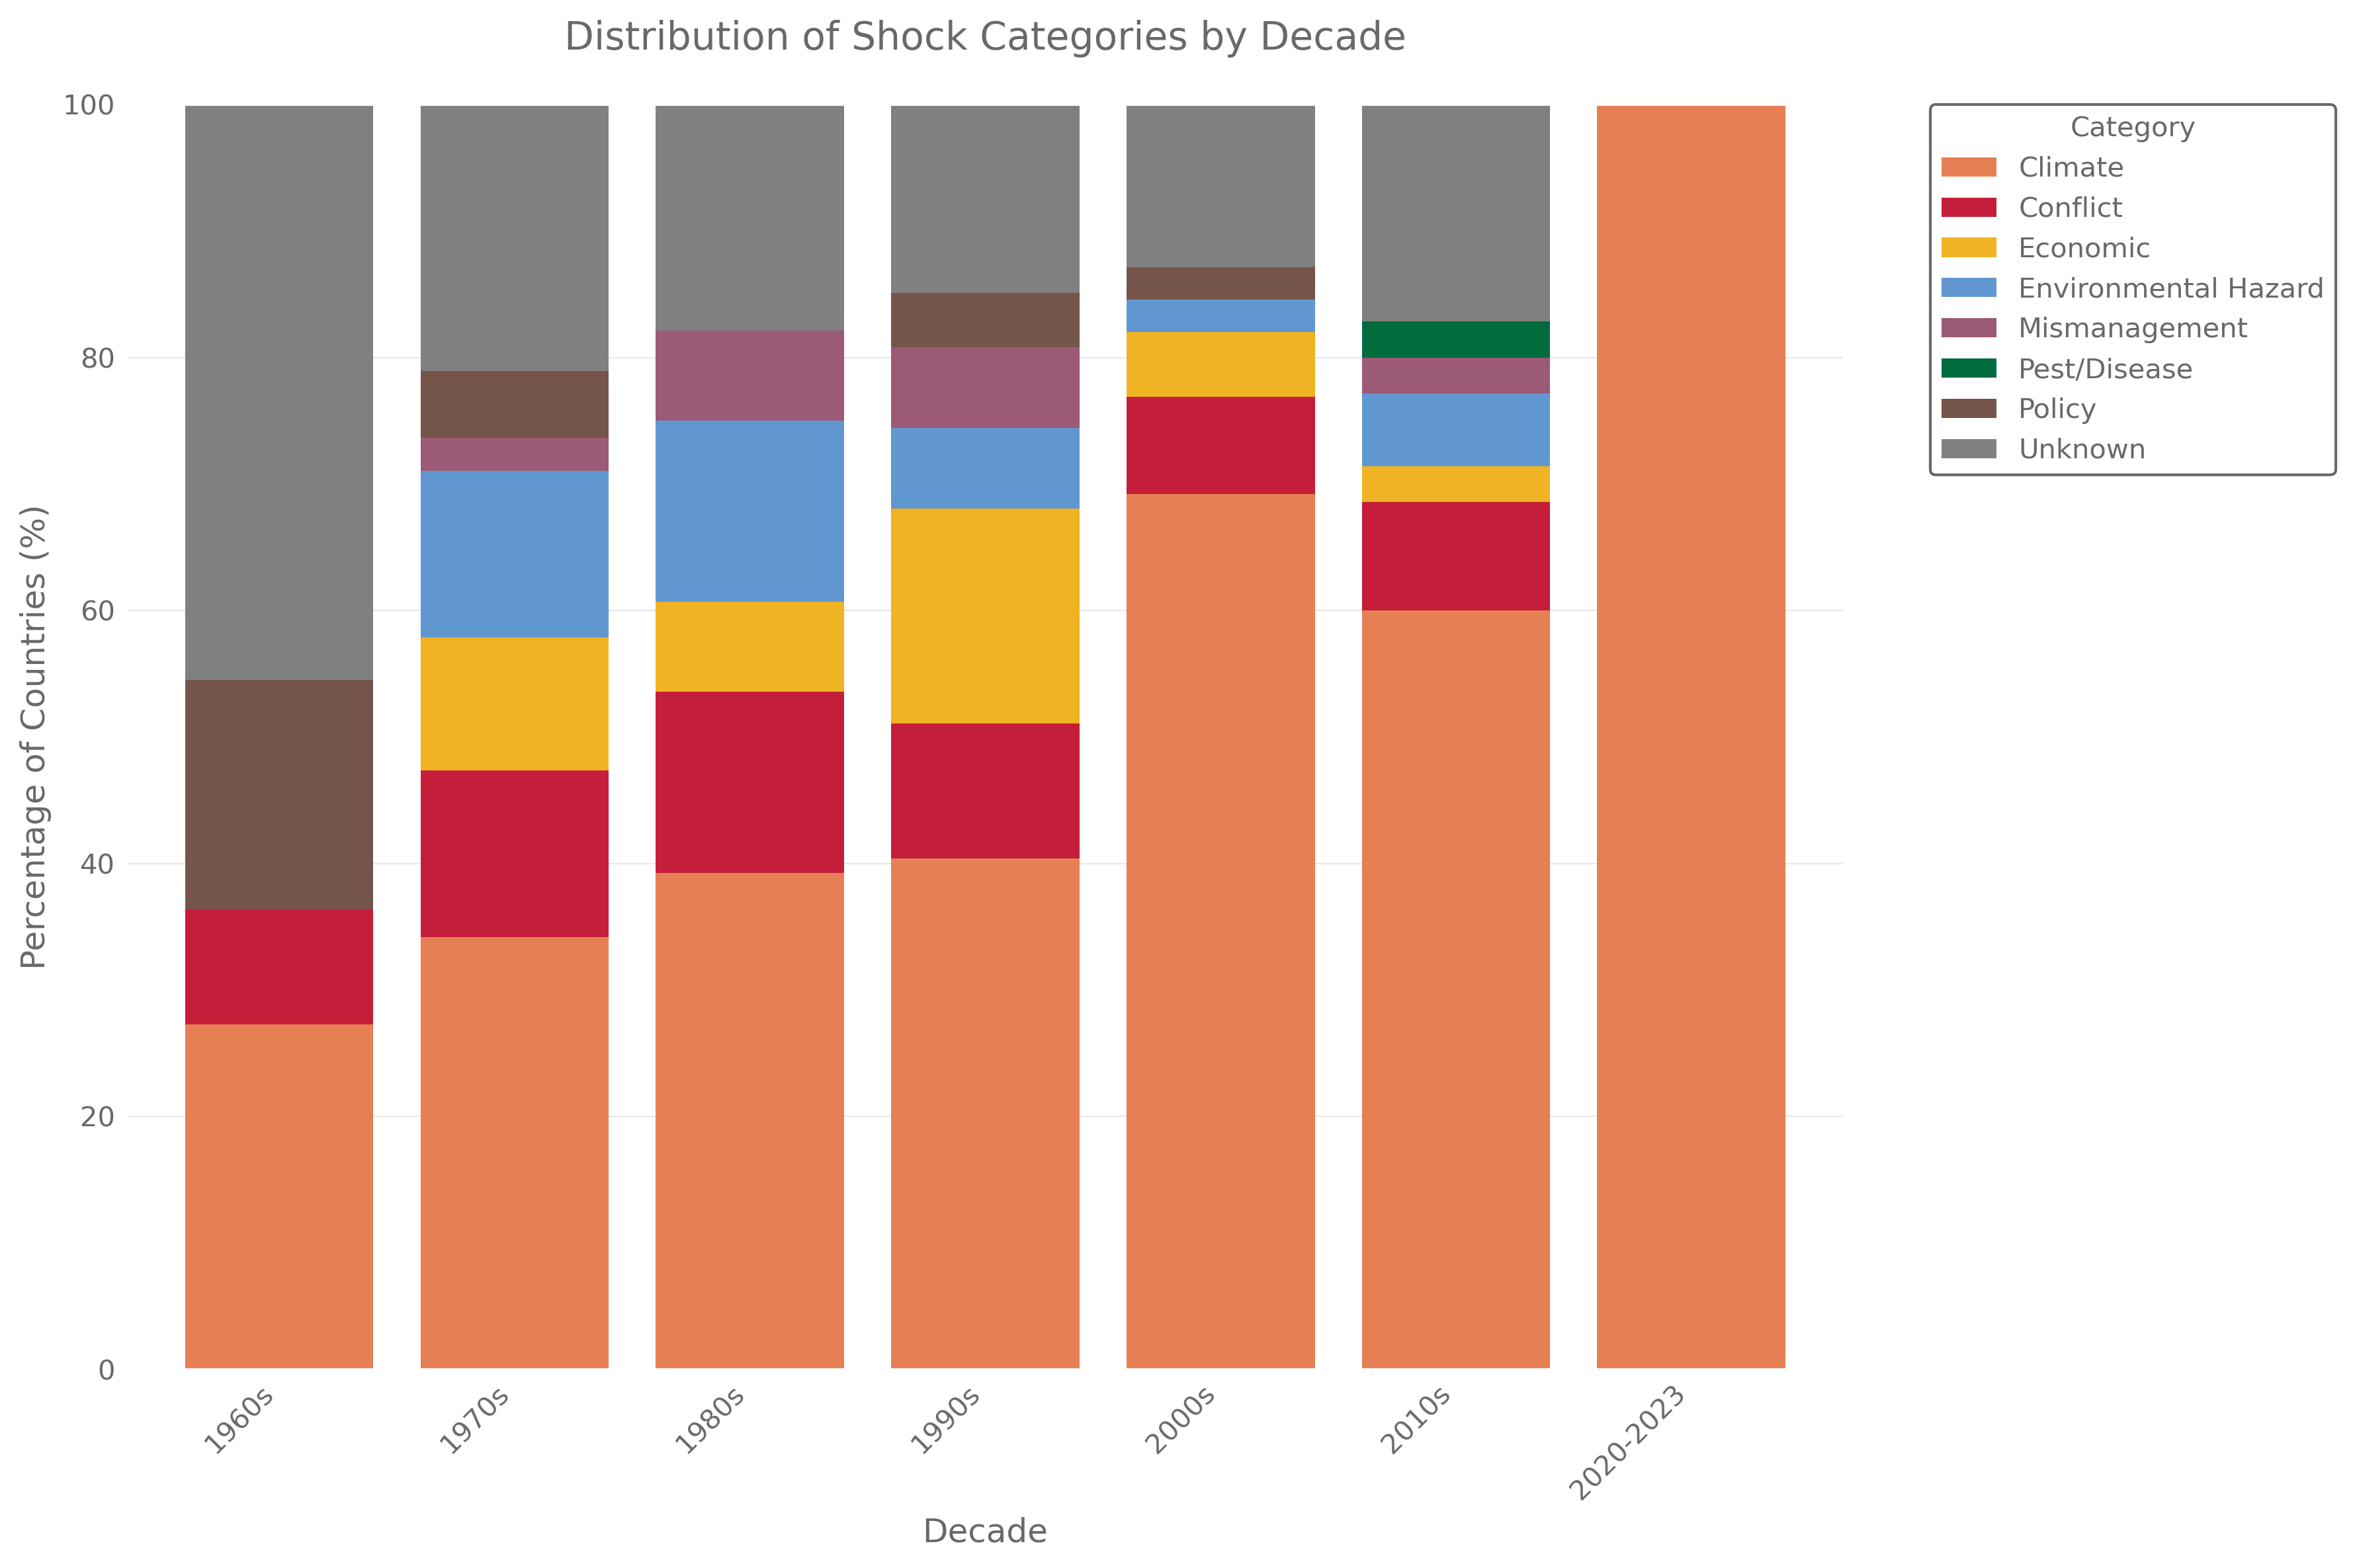 Distribution of Shock Categories by Decade
Percentage of Countries (%)
100
80
60
40
20
0
1960s
1970s
1980s
1990s
2000s
2010s
2020-2023
Decade
Category
Climate
Conflict
Economic
Environmental Hazard
Mismanagement
Pest/Disease
Policy
Unknown